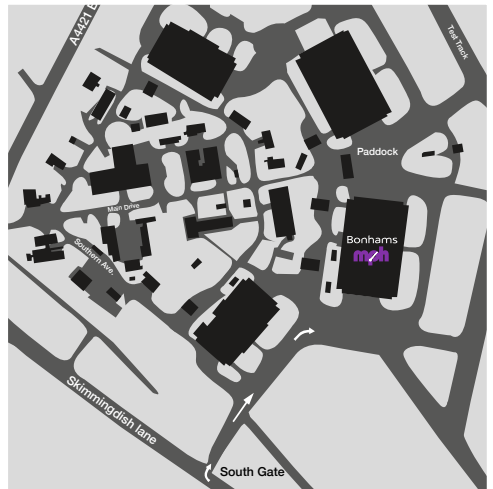 A4421 B
Test Track
Paddock
Main Drive
Bonhams
mph
Southern Ave.
Skimmingdish lane
South Gate